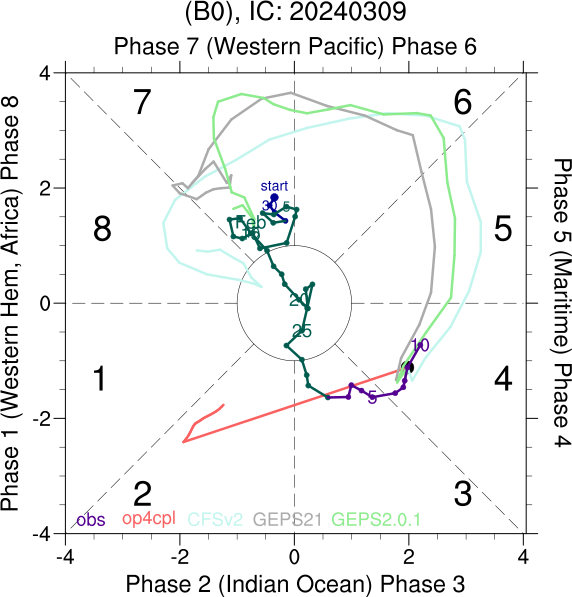 (B0), IC: 20240309
Phase 7 (Western Pacific) Phase 6
4
7
6
start
2
30
5
Feb
8
5
Phase 1 (Western Hem, Africa) Phase 8
Phase 5 (Maritime) Phase 4
0
20
25
10
1
4
5
-2
2
3
obs
op4cpl
CFSv2
GEPS21
GEPS2.0.1
-4
-4
-2
0
2
4
Phase 2 (Indian Ocean) Phase 3